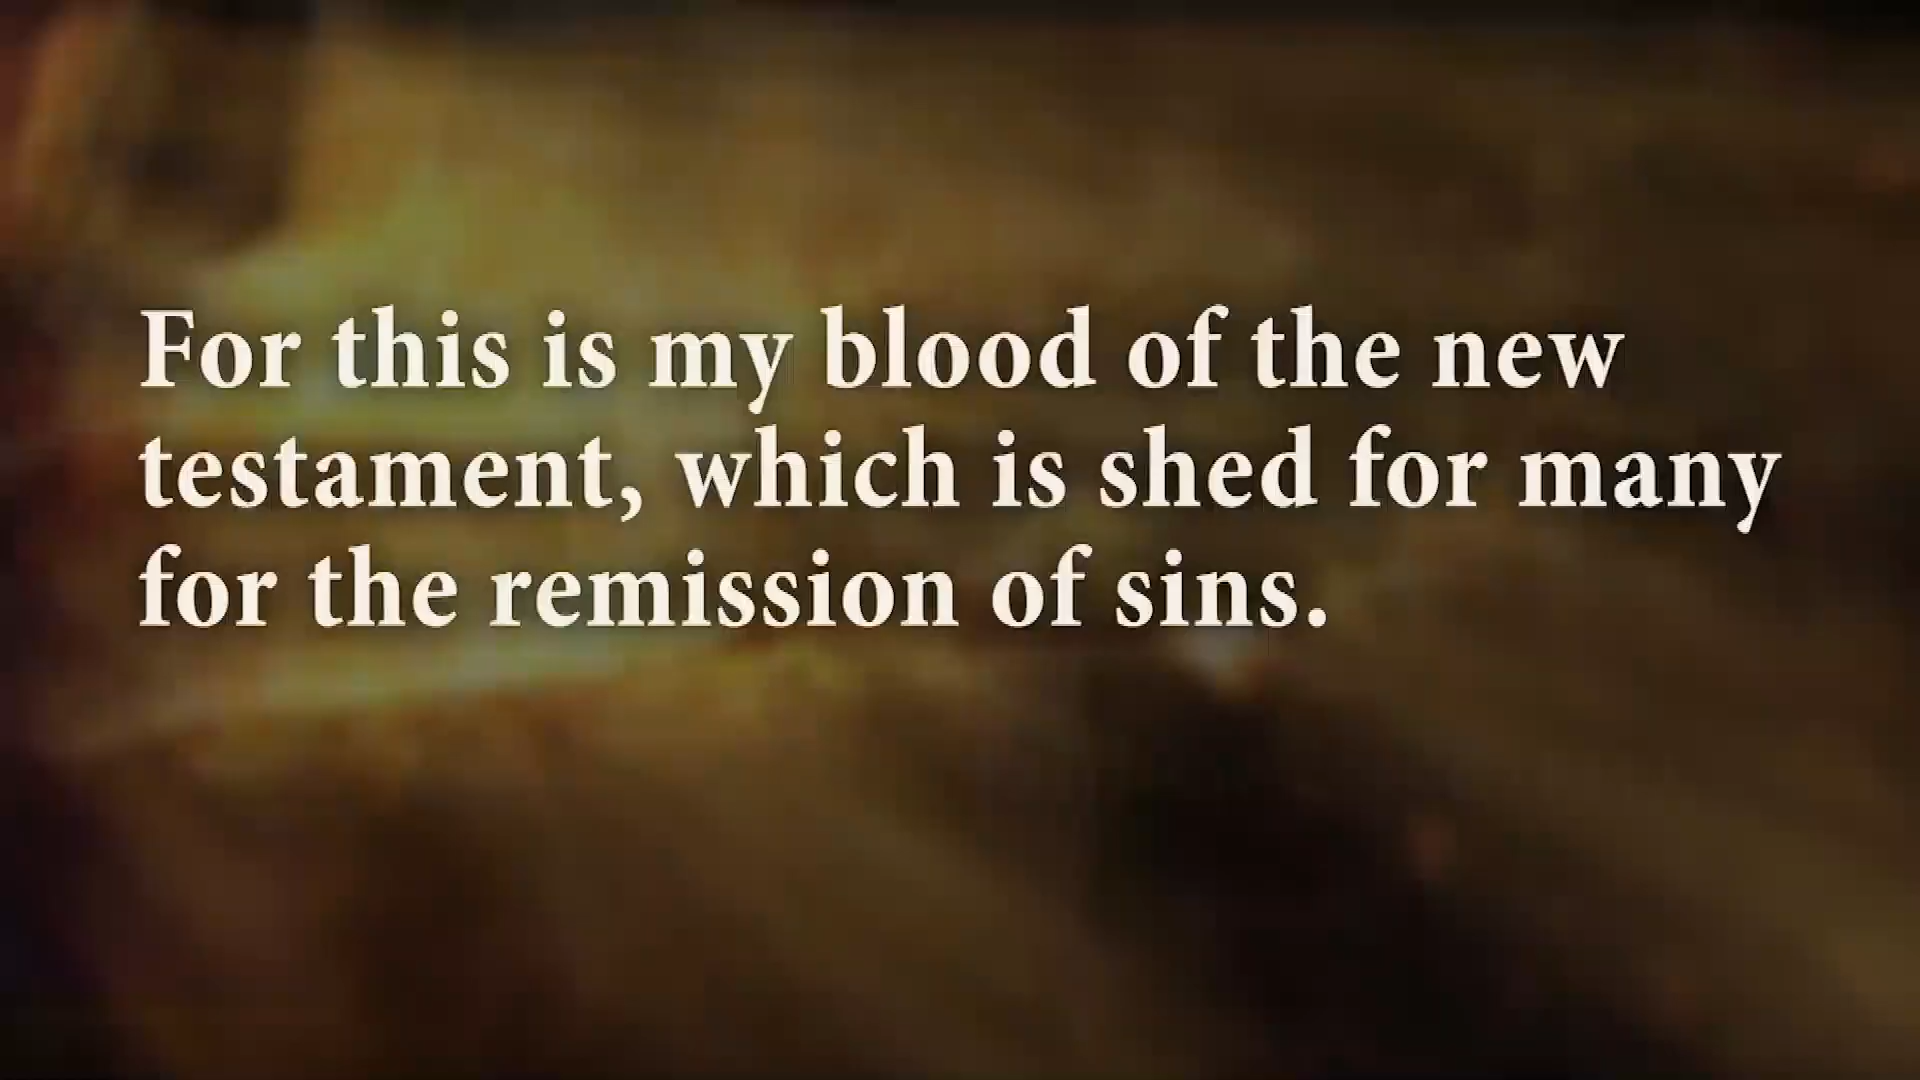 For this is my blood of the new
testament, which is shed for many
for the remission of sins.